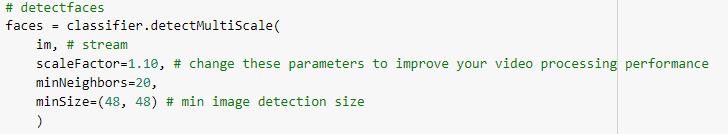 # detectfaces
faces = classifier.detectMultiScale(
    im, # stream
    scaleFactor=1.10, # change these parameters to improve your video processing performance
    minNeighbors=20,
    minSize=(48, 48) # min image detection size
    )